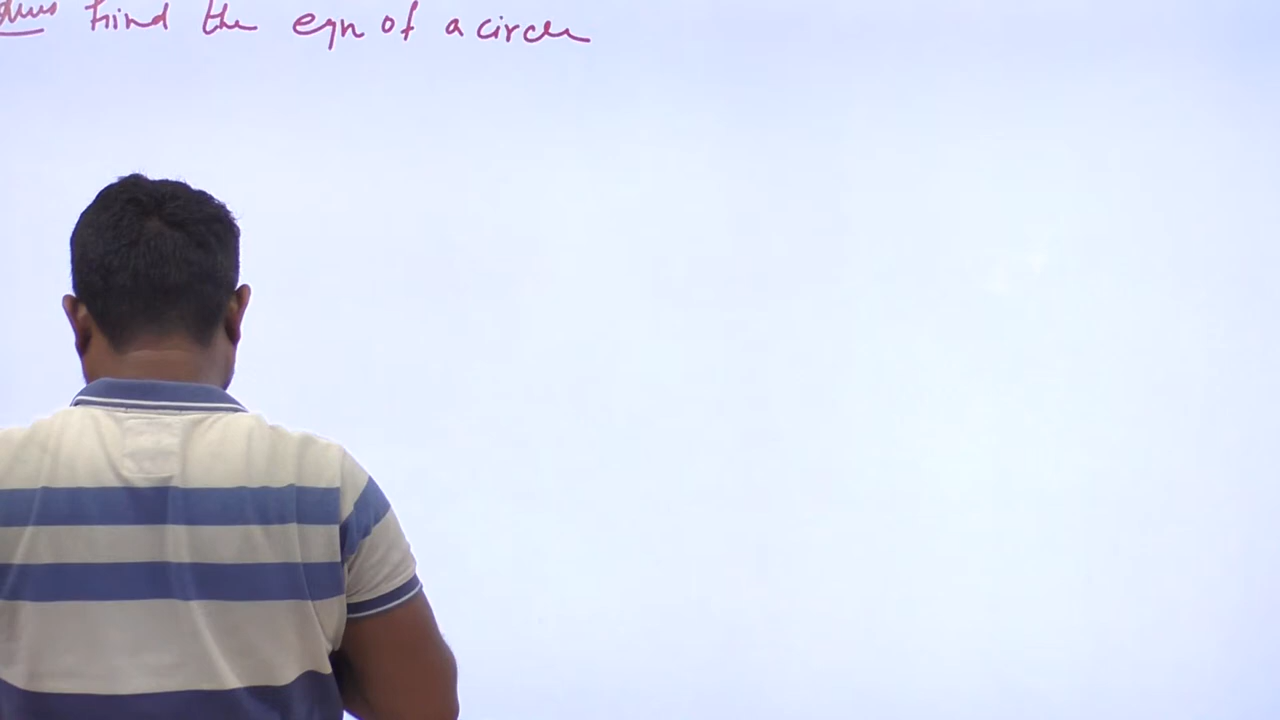 Find the eqn of a circle